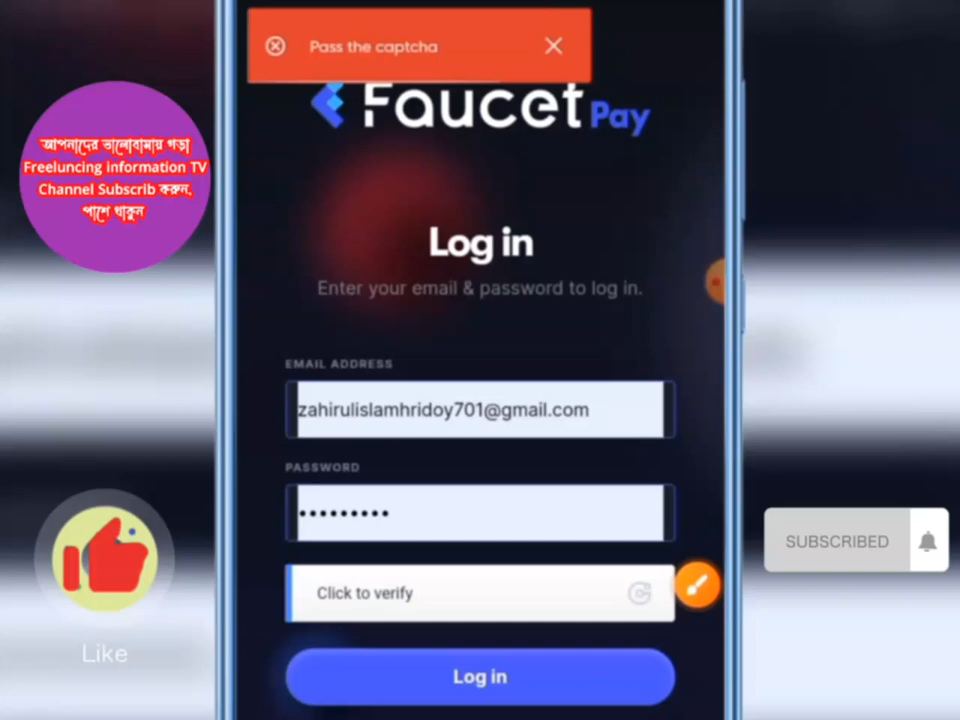 Pass the captcha
Faucet Pay
আপনাদের ভালোবামায় গড়া
Freeluncing information TV
Channel Subscrib করুন,
পাশে থাকুন
Log in
Enter your email & password to log in.
EMAIL ADDRESS
zahirulislamhridoy701@gmail.com
PASSWORD
•••••••••
Click to verify
SUBSCRIBED
Like
Log in